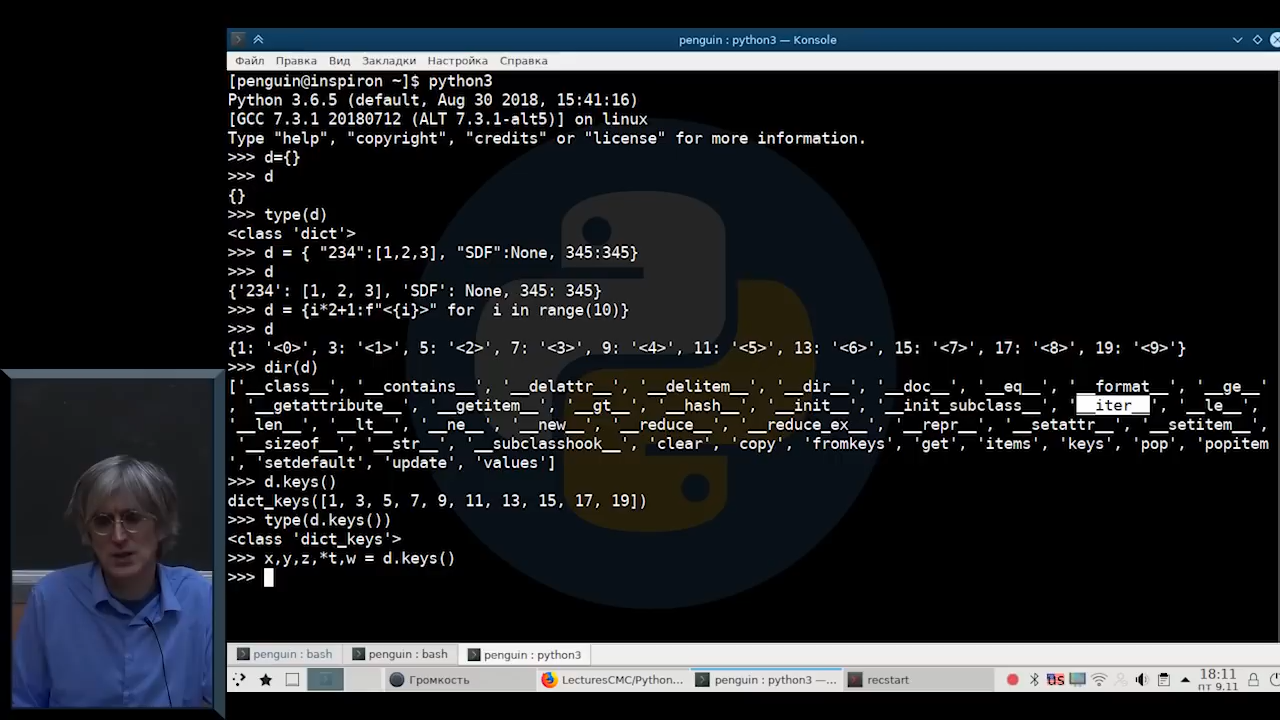 penguin : python3 — Konsole
Файл Правка Вид Закладки Настройка Справка
[penguin@inspiron ~]$ python3
Python 3.6.5 (default, Aug 30 2018, 15:41:16)
[GCC 7.3.1 20180712 (ALT 7.3.1-alt5)] on linux
Type "help", "copyright", "credits" or "license" for more information.
>>> d={}
>>> d
{}
>>> type(d)
<class 'dict'>
>>> d = { "234":[1,2,3], "SDF":None, 345:345}
>>> d
{'234': [1, 2, 3], 'SDF': None, 345: 345}
>>> d = {i*2+1:f"<{i}>" for  i in range(10)}
>>> d
{1: '<0>', 3: '<1>', 5: '<2>', 7: '<3>', 9: '<4>', 11: '<5>', 13: '<6>', 15: '<7>', 17: '<8>', 19: '<9>'}
>>> dir(d)
['__class__', '__contains__', '__delattr__', '__delitem__', '__dir__', '__doc__', '__eq__', '__format__', '__ge__'
, '__getattribute__', '__getitem__', '__gt__', '__hash__', '__init__', '__init_subclass__', '__iter__', '__le__',
'__len__', '__lt__', '__ne__', '__new__', '__reduce__', '__reduce_ex__', '__repr__', '__setattr__', '__setitem__',
'__sizeof__', '__str__', '__subclasshook__', 'clear', 'copy', 'fromkeys', 'get', 'items', 'keys', 'pop', 'popitem
', 'setdefault', 'update', 'values']
>>> d.keys()
dict_keys([1, 3, 5, 7, 9, 11, 13, 15, 17, 19])
>>> type(d.keys())
<class 'dict_keys'>
>>> x,y,z,*t,w = d.keys()
>>>
penguin : bash penguin : bash penguin : python3
Громкость LecturesCMC/Python... penguin : python3 —... recstart us 18:11
пт 9.11